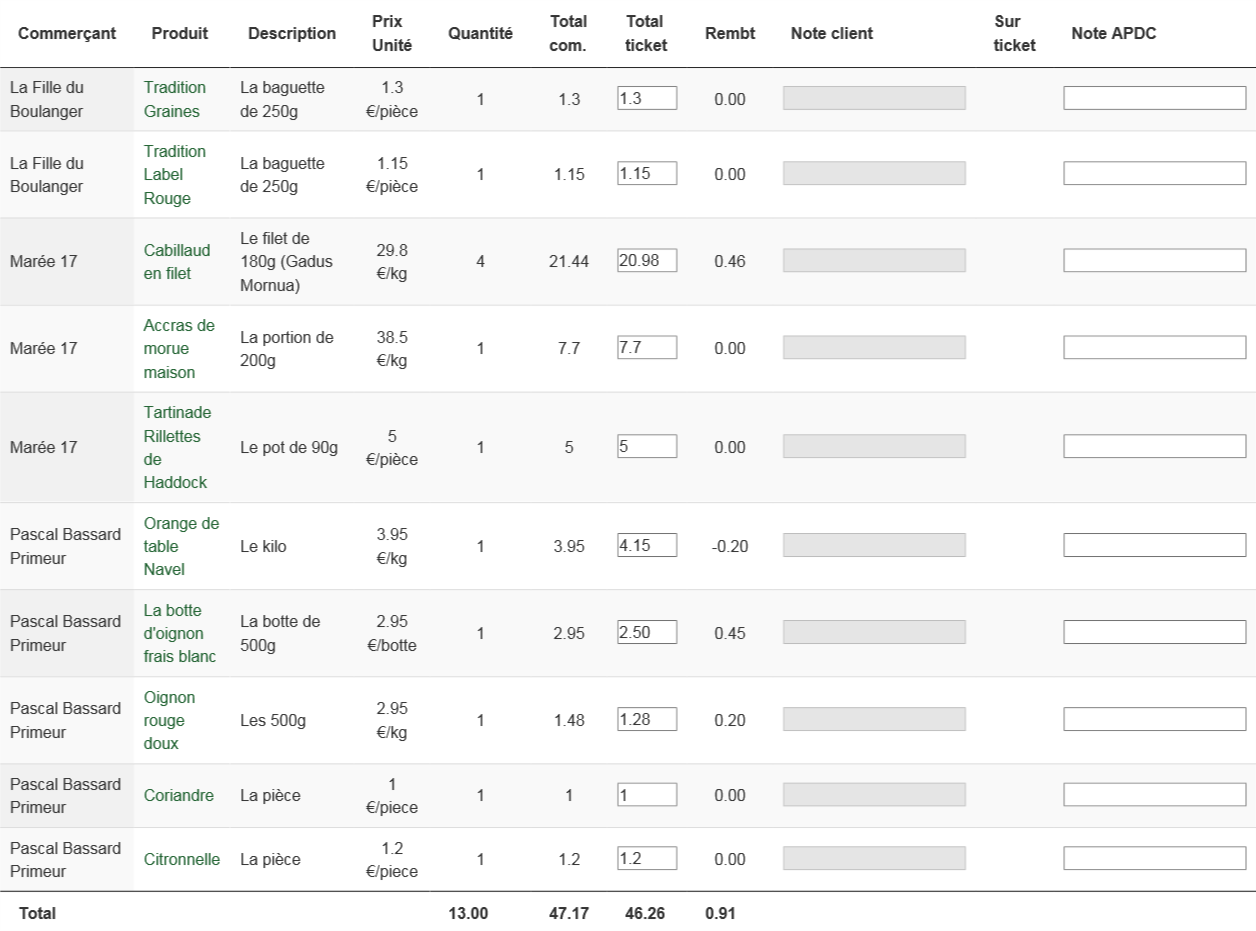 Commerçant Produit Description Prix Unité Quantité Total com. Total ticket Rembt Note client Sur ticket Note APDC
La Fille du Boulanger Tradition Graines La baguette de 250g 1.3 €/pièce 1 1.3 1.3 0.00
La Fille du Boulanger Tradition Label Rouge La baguette de 250g 1.15 €/pièce 1 1.15 1.15 0.00
Marée 17 Cabillaud en filet Le filet de 180g (Gadus Mornua) 29.8 €/kg 4 21.44 20.98 0.46
Marée 17 Accras de morue maison La portion de 200g 38.5 €/kg 1 7.7 7.7 0.00
Marée 17 Tartinade Rillettes de Haddock Le pot de 90g 5 €/pièce 1 5 5 0.00
Pascal Bassard Primeur Orange de table Navel Le kilo 3.95 €/kg 1 3.95 4.15 -0.20
Pascal Bassard Primeur La botte d'oignon frais blanc La botte de 500g 2.95 €/botte 1 2.95 2.50 0.45
Pascal Bassard Primeur Oignon rouge doux Les 500g 2.95 €/kg 1 1.48 1.28 0.20
Pascal Bassard Primeur Coriandre La pièce 1 €/piece 1 1 1 0.00
Pascal Bassard Primeur Citronnelle La pièce 1.2 €/piece 1 1.2 1.2 0.00
Total 13.00 47.17 46.26 0.91